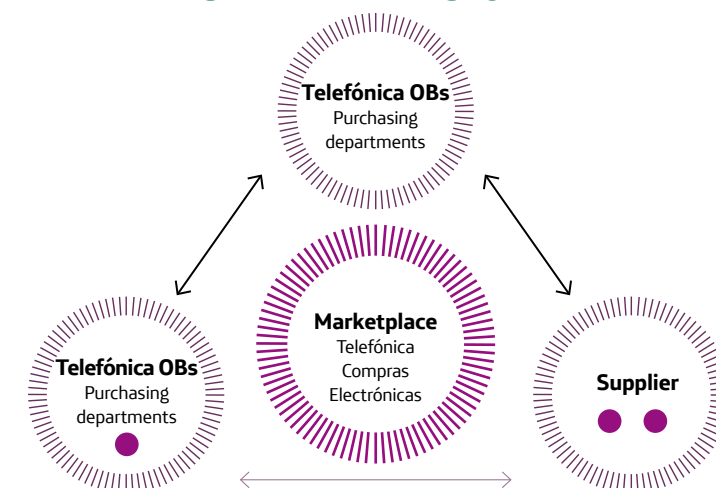 Telefónica OBs
Purchasing
departments
Marketplace
Telefónica
Compras
Electrónicas
Telefónica OBs
Purchasing
departments
Supplier